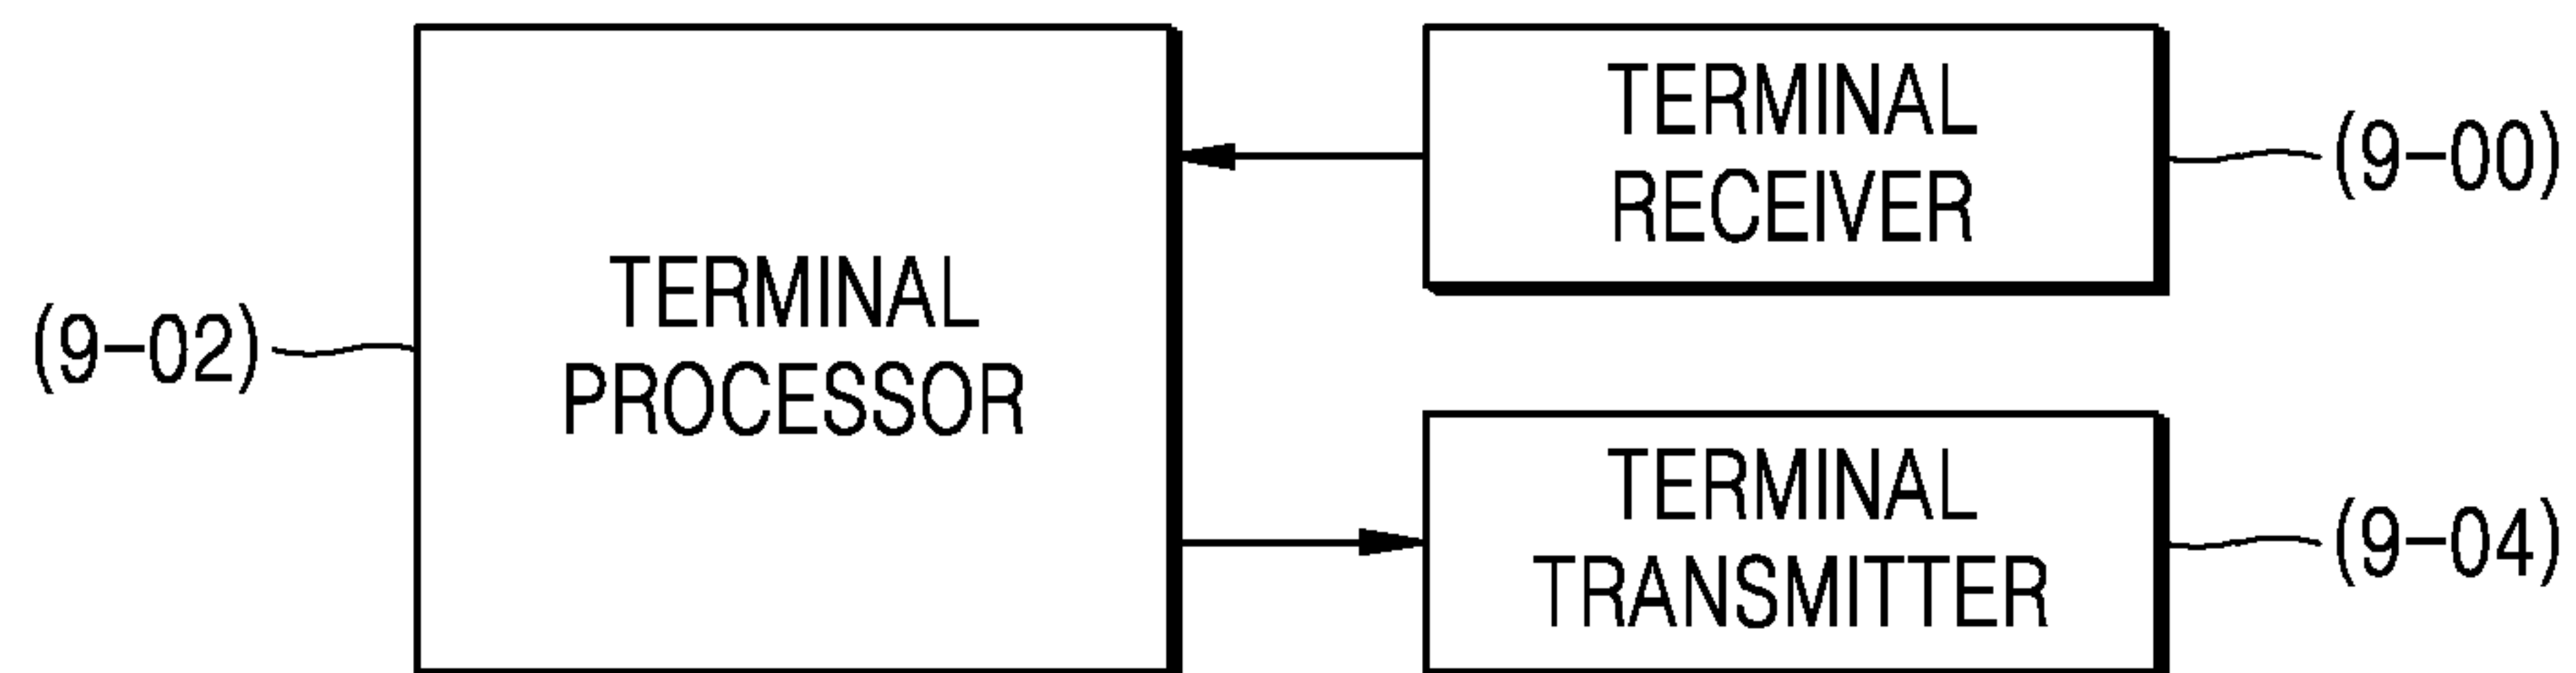 TERMINAL
RECEIVER
(9-00)
(9-02)
TERMINAL
PROCESSOR
TERMINAL
TRANSMITTER
(9-04)